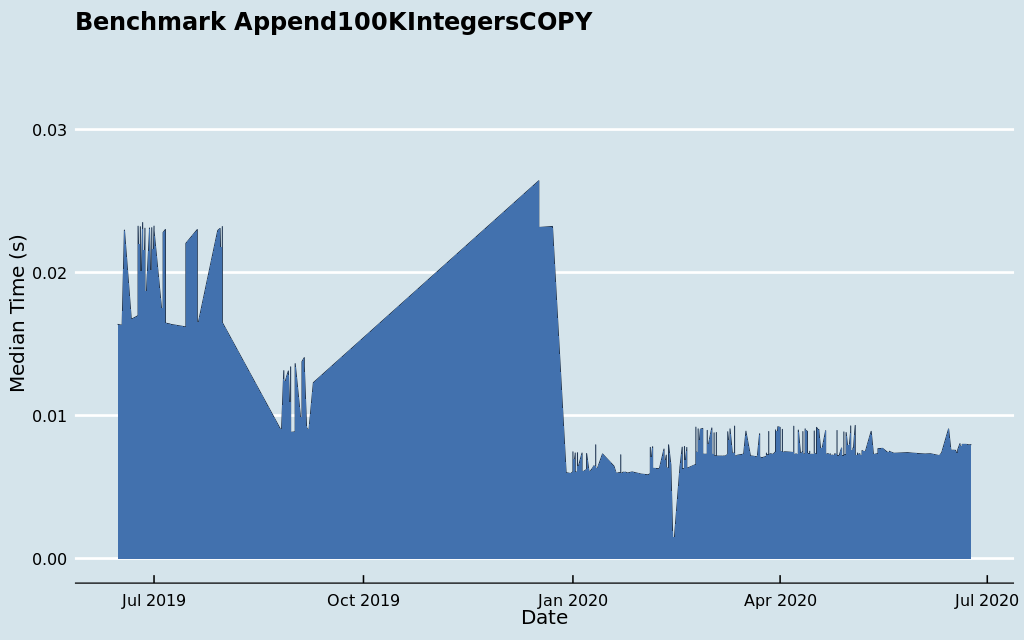 Benchmark Append100KIntegersCOPY
0.03
0.02
0.01
0.00
Median Time (s)
Jul 2019
Oct 2019
Jan 2020
Apr 2020
Jul 2020
Date